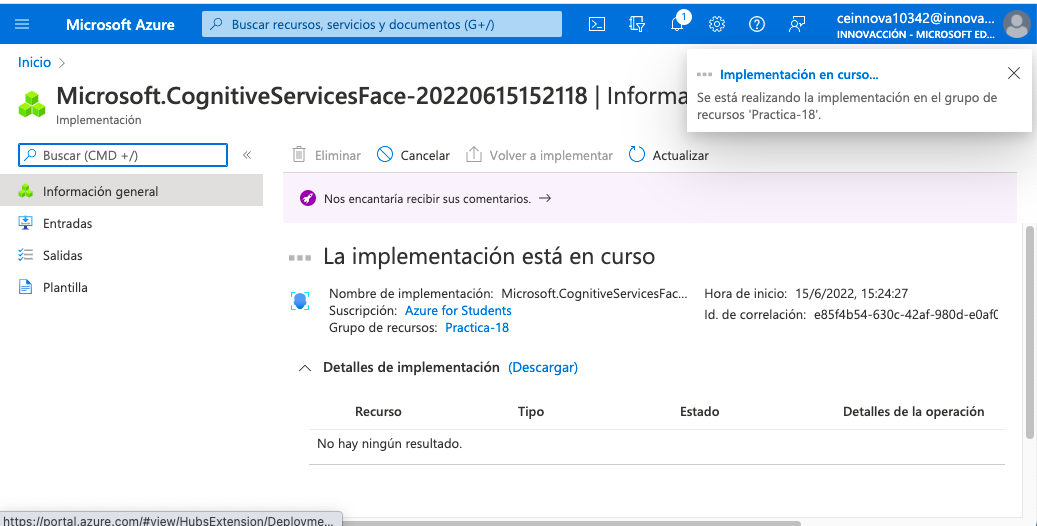 Microsoft Azure
Buscar recursos, servicios y documentos (G+/)
1
ceinnova10342@innova...
INNOVACCIÓN - MICROSOFT ED...
Inicio
Microsoft.CognitiveServicesFace-20220615152118 | Informa
Implementación
Implementación en curso...
Se está realizando la implementación en el grupo de
recursos 'Practica-18'.
Buscar (CMD +/)
Información general
Entradas
Salidas
Plantilla
Eliminar Cancelar Volver a implementar Actualizar
Nos encantaría recibir sus comentarios. →
La implementación está en curso
Nombre de implementación: Microsoft.CognitiveServicesFac...
Suscripción: Azure for Students
Grupo de recursos: Practica-18
Hora de inicio: 15/6/2022, 15:24:27
Id. de correlación: e85f4b54-630c-42af-980d-e0af0
Detalles de implementación (Descargar)
Recurso Tipo Estado Detalles de la operación
No hay ningún resultado.
https://portal.azure.com/#view/HubsExtension/Deployme...